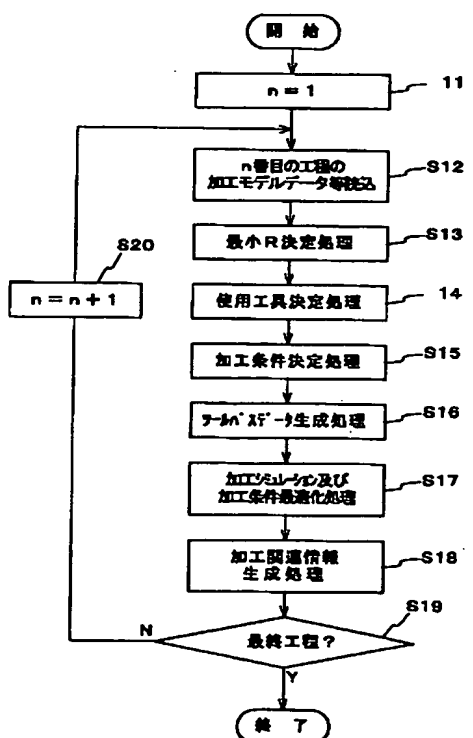 開 始
n = 1
11
n番目の工程の
加工モデルデータ等読込
S12
最小R決定処理
S13
S20
n = n + 1
使用工具決定処理
14
加工条件決定処理
S15
ツールパスデータ生成処理
S16
加工シミュレーション及び
加工条件最適化処理
S17
加工関連情報
生成処理
S18
S19
N
最終工程?
Y
終 了